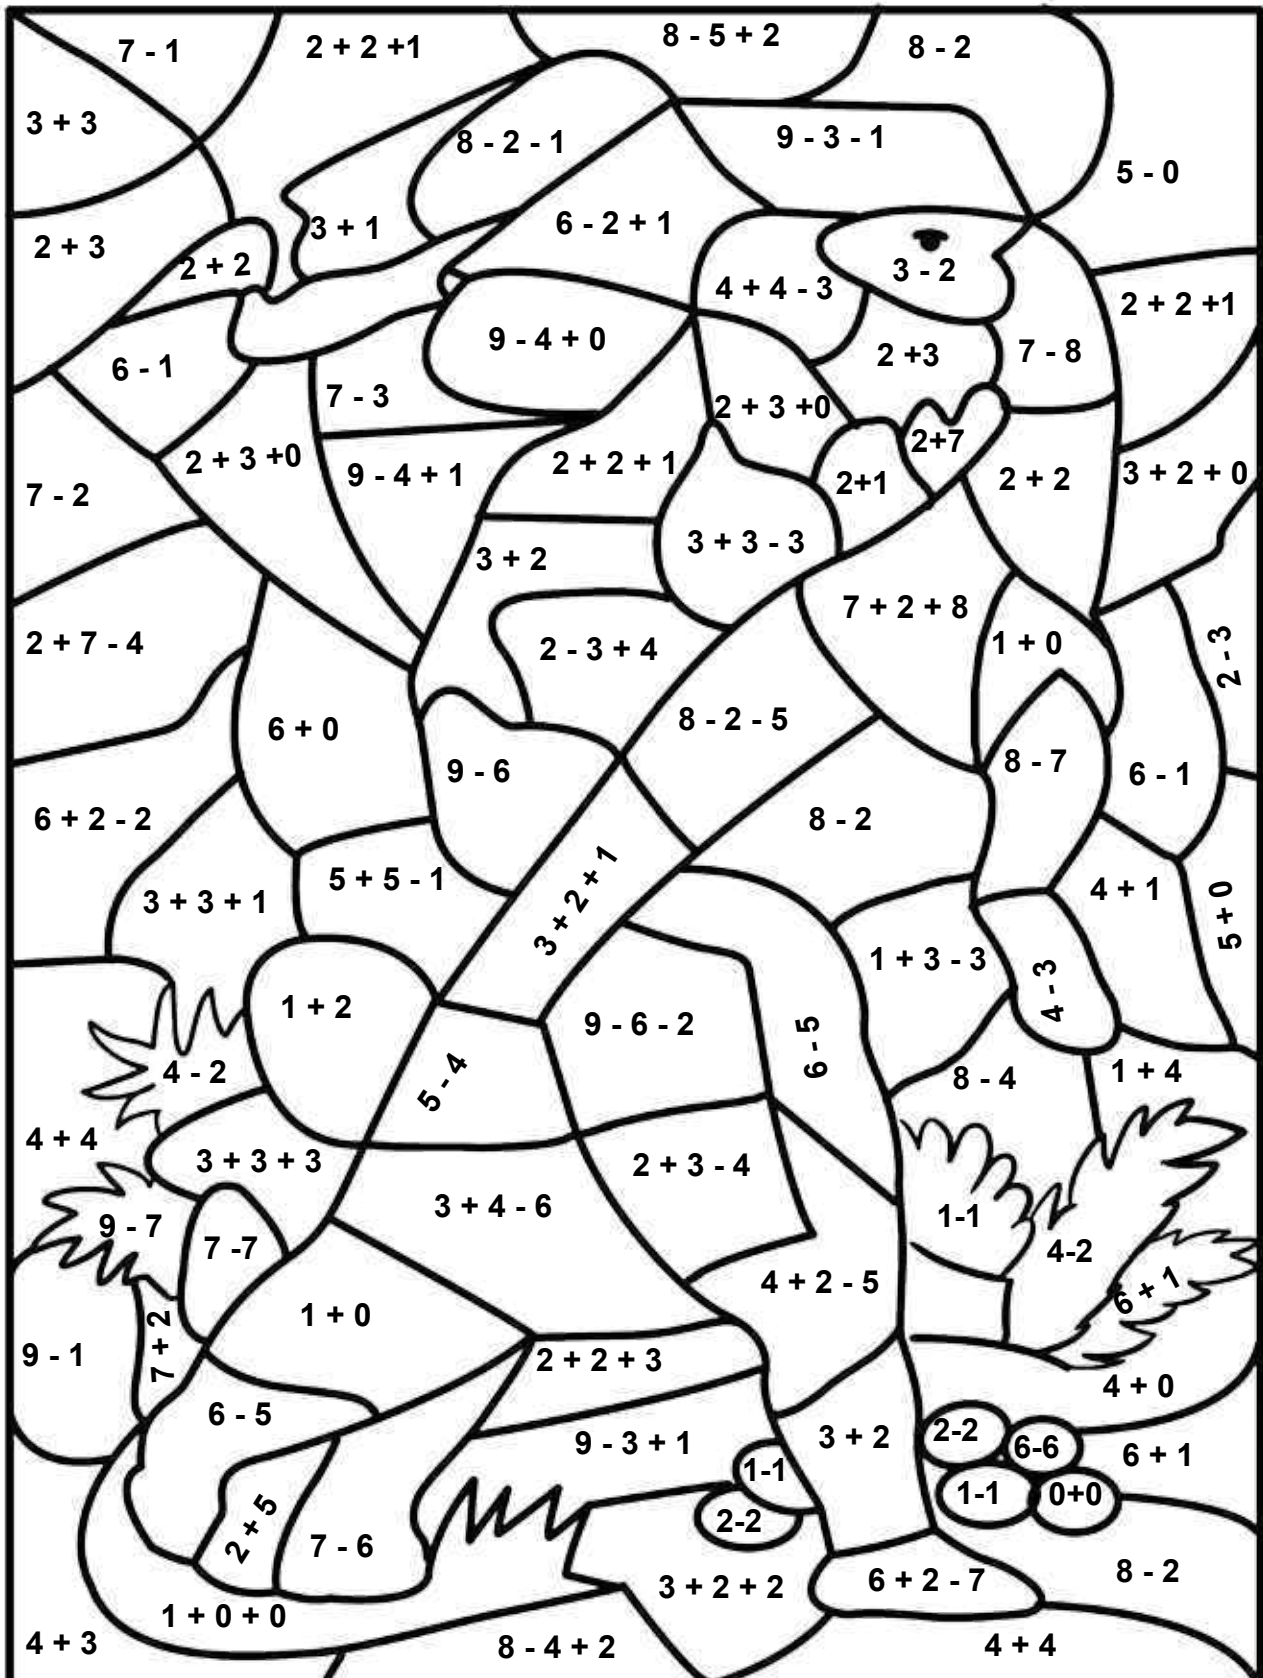 7 - 1
2 + 2 +1
8 - 5 + 2
8 - 2
3 + 3
8 - 2 - 1
9 - 3 - 1
5 - 0
2 + 3
3 + 1
6 - 2 + 1
2 + 2
4 + 4 - 3
3 - 2
2 + 2 +1
6 - 1
9 - 4 + 0
2 +3
7 - 8
7 - 3
2 + 3 +0
2 + 3 +0
9 - 4 + 1
2 + 2 + 1
2+1
2+7
2 + 2
3 + 2 + 0
7 - 2
3 + 2
3 + 3 - 3
7 + 2 + 8
2 + 7 - 4
2 - 3 + 4
1 + 0
2 - 3
6 + 0
8 - 2 - 5
9 - 6
8 - 7
6 - 1
6 + 2 - 2
8 - 2
3 + 3 + 1
5 + 5 - 1
3 + 2 + 1
4 + 1
5 + 0
1 + 3 - 3
4 - 3
1 + 2
9 - 6 - 2
6 - 5
4 - 2
5 - 4
8 - 4
1 + 4
4 + 4
3 + 3 + 3
2 + 3 - 4
3 + 4 - 6
9 - 7
7 -7
1-1
4-2
4 + 2 - 5
6 + 1
1 + 0
9 - 1
7 + 2
2 + 2 + 3
4 + 0
6 - 5
9 - 3 + 1
3 + 2
2-2
6-6
6 + 1
1-1
1-1
0+0
2-2
2 + 5
7 - 6
3 + 2 + 2
6 + 2 - 7
8 - 2
1 + 0 + 0
4 + 3
8 - 4 + 2
4 + 4